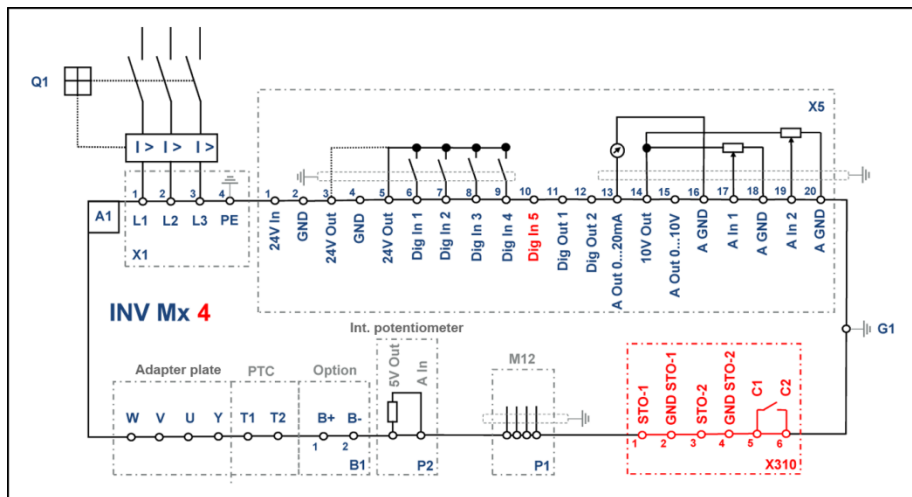 Q1
I > I > I >
X5
1 2 3 4
L1 L2 L3 PE
X1
A1
1 2 3 4 5 6 7 8 9 10 11 12 13 14 15 16 17 18 19 20
24V In
GND
24V Out
GND
24V Out
Dig In 1
Dig In 2
Dig In 3
Dig In 4
Dig In 5
Dig Out 1
Dig Out 2
A Out 0...20mA
10V Out
A Out 0...10V
A GND
A In 1
A GND
A In 2
A GND
INV Mx 4
G1
Int. potentiometer
Adapter plate
PTC
Option
5V Out
A In
M12
W V U Y T1 T2 B+ B-
1 2
B1
P2
P1
STO-1
GND STO-1
STO-2
GND STO-2
C1
C2
1 2 3 4 5 6
X310